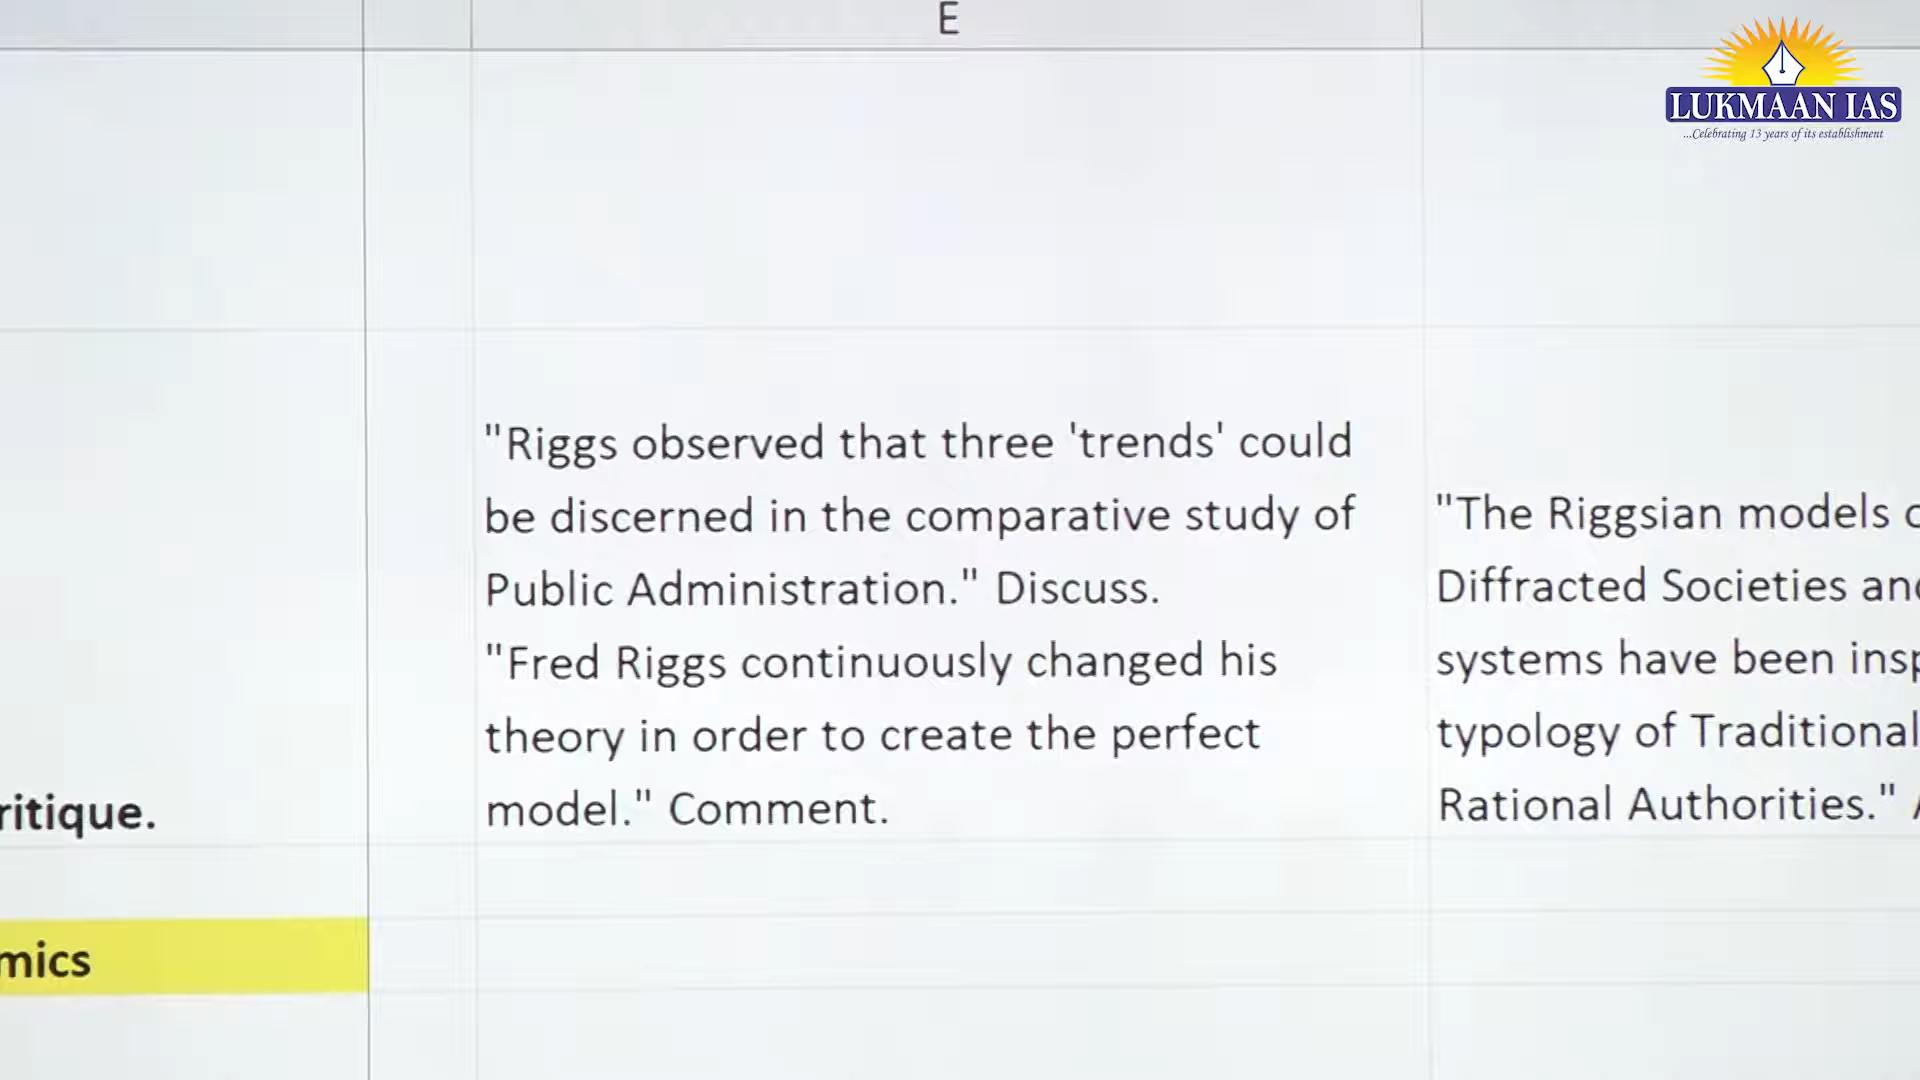 E
LUKMAAN IAS
...Celebrating 13 years of its establishment
"Riggs observed that three 'trends' could
be discerned in the comparative study of
Public Administration." Discuss.
"Fred Riggs continuously changed his
theory in order to create the perfect
model." Comment.
"The Riggsian models
Diffracted Societies
systems have been
typology of Traditional
Rational Authorities."
ritique.
mics